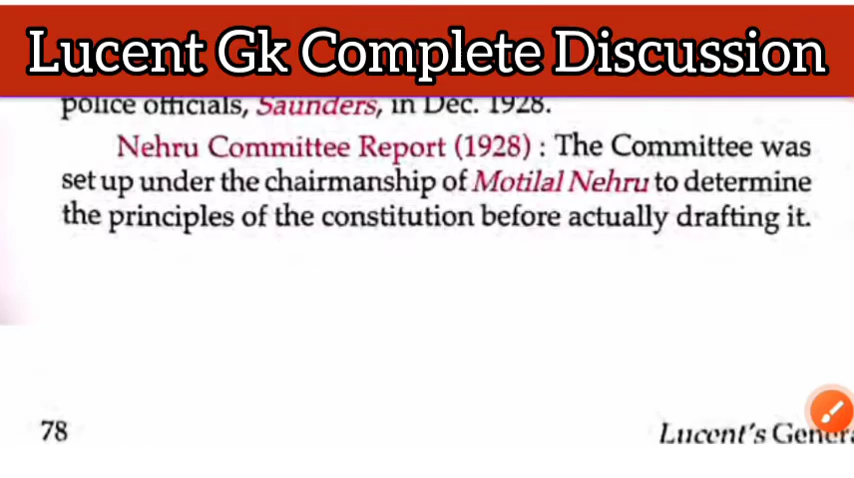 Lucent Gk Complete Discussion
police officials, Saunders, in Dec. 1928.
Nehru Committee Report (1928) : The Committee was
set up under the chairmanship of Motilal Nehru to determine
the principles of the constitution before actually drafting it.
78
Lucent's Genera